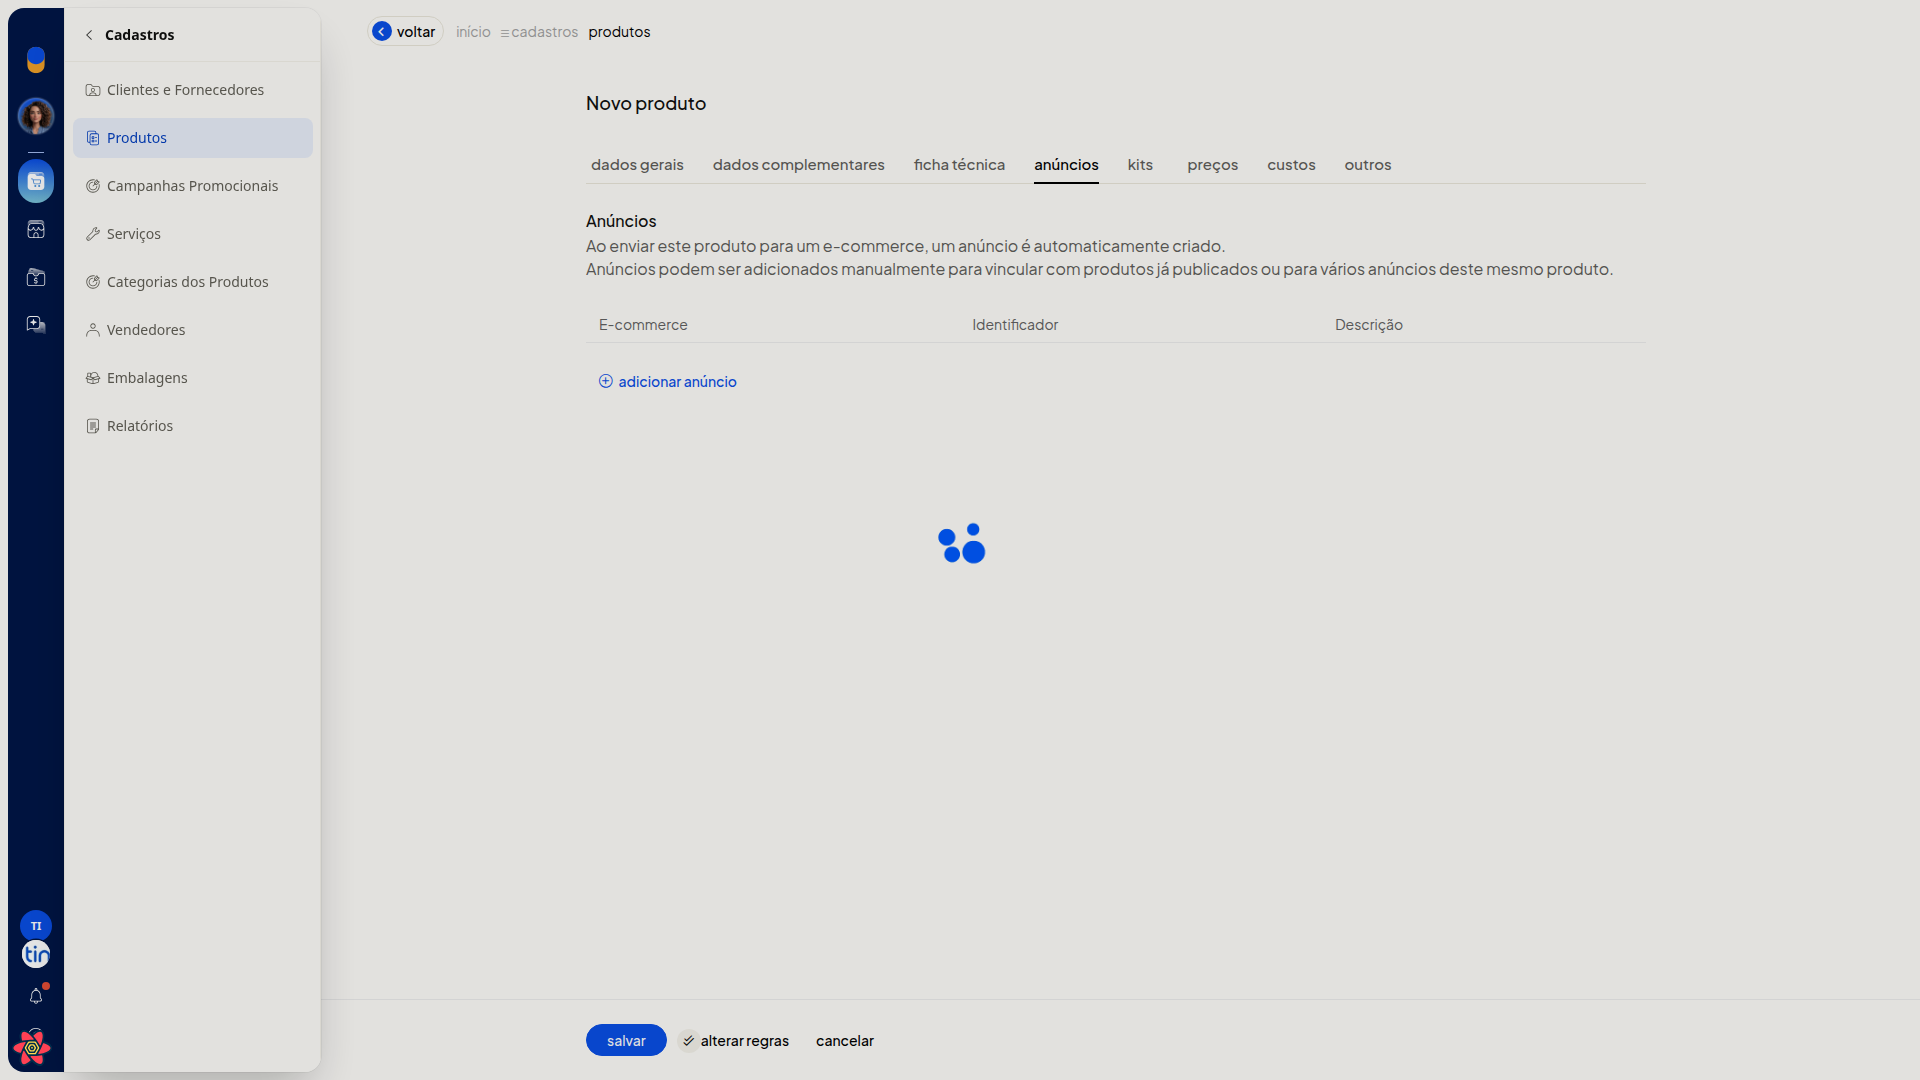 Cadastros
Clientes e Fornecedores
Produtos
Campanhas Promocionais
Serviços
Categorias dos Produtos
Vendedores
Embalagens
Relatórios
TI
tin
voltar início cadastros produtos
Novo produto
dados gerais dados complementares ficha técnica anúncios kits preços custos outros
Anúncios
Ao enviar este produto para um e-commerce, um anúncio é automaticamente criado.
Anúncios podem ser adicionados manualmente para vincular com produtos já publicados ou para vários anúncios deste mesmo produto.
E-commerce Identificador Descrição
adicionar anúncio
salvar alterar regras cancelar